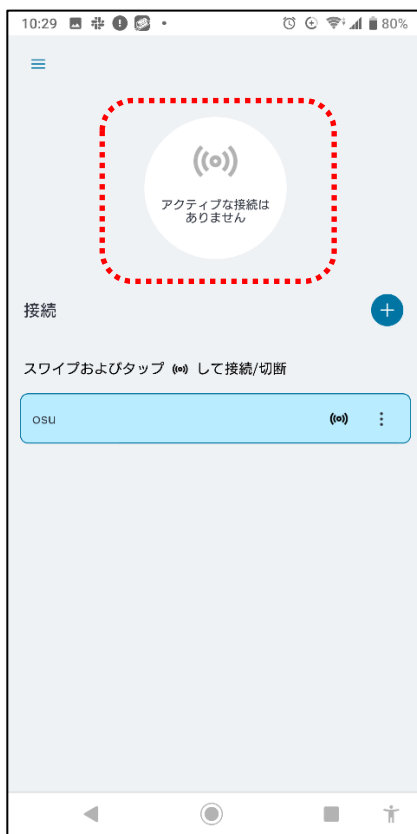 10:29
80%
アクティブな接続は
ありません
接続
スワイプおよびタップ して接続/切断
osu